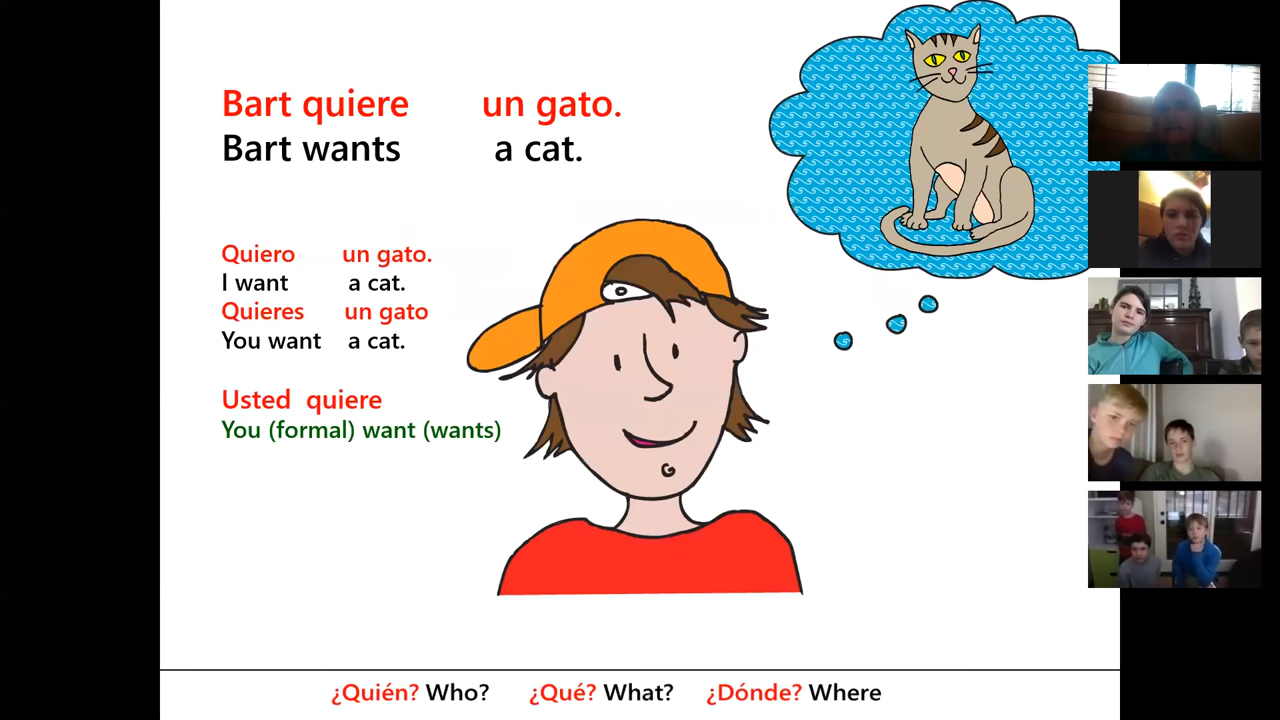 Bart quiere un gato.
Bart wants a cat.
Quiero un gato.
I want a cat.
Quieres un gato
You want a cat.
Usted quiere
You (formal) want (wants)
¿Quién? Who? ¿Qué? What? ¿Dónde? Where